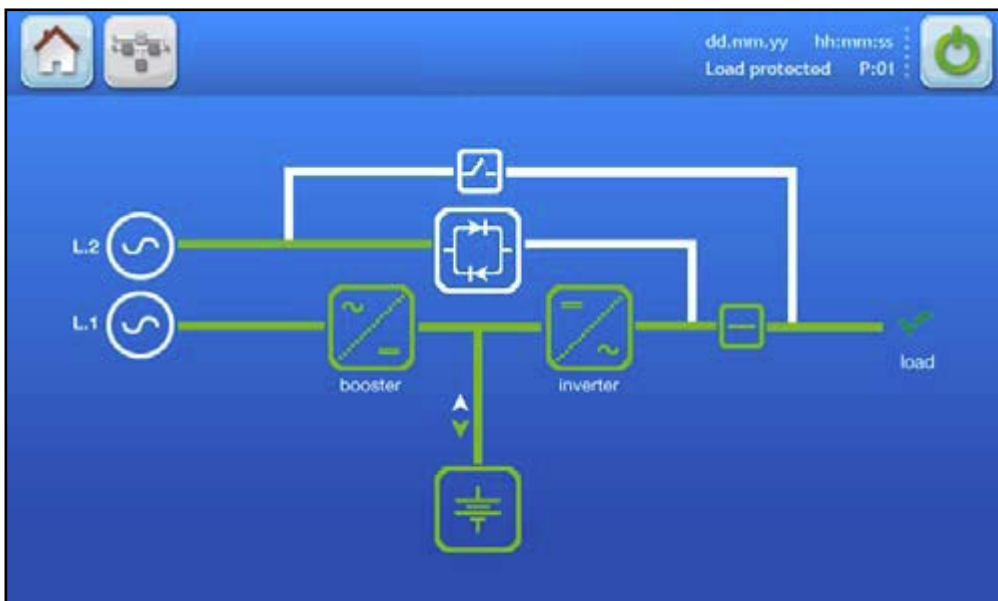 dd.mm.yy hh:mm:ss
Load protected P:01
L.2
L.1
booster
inverter
load